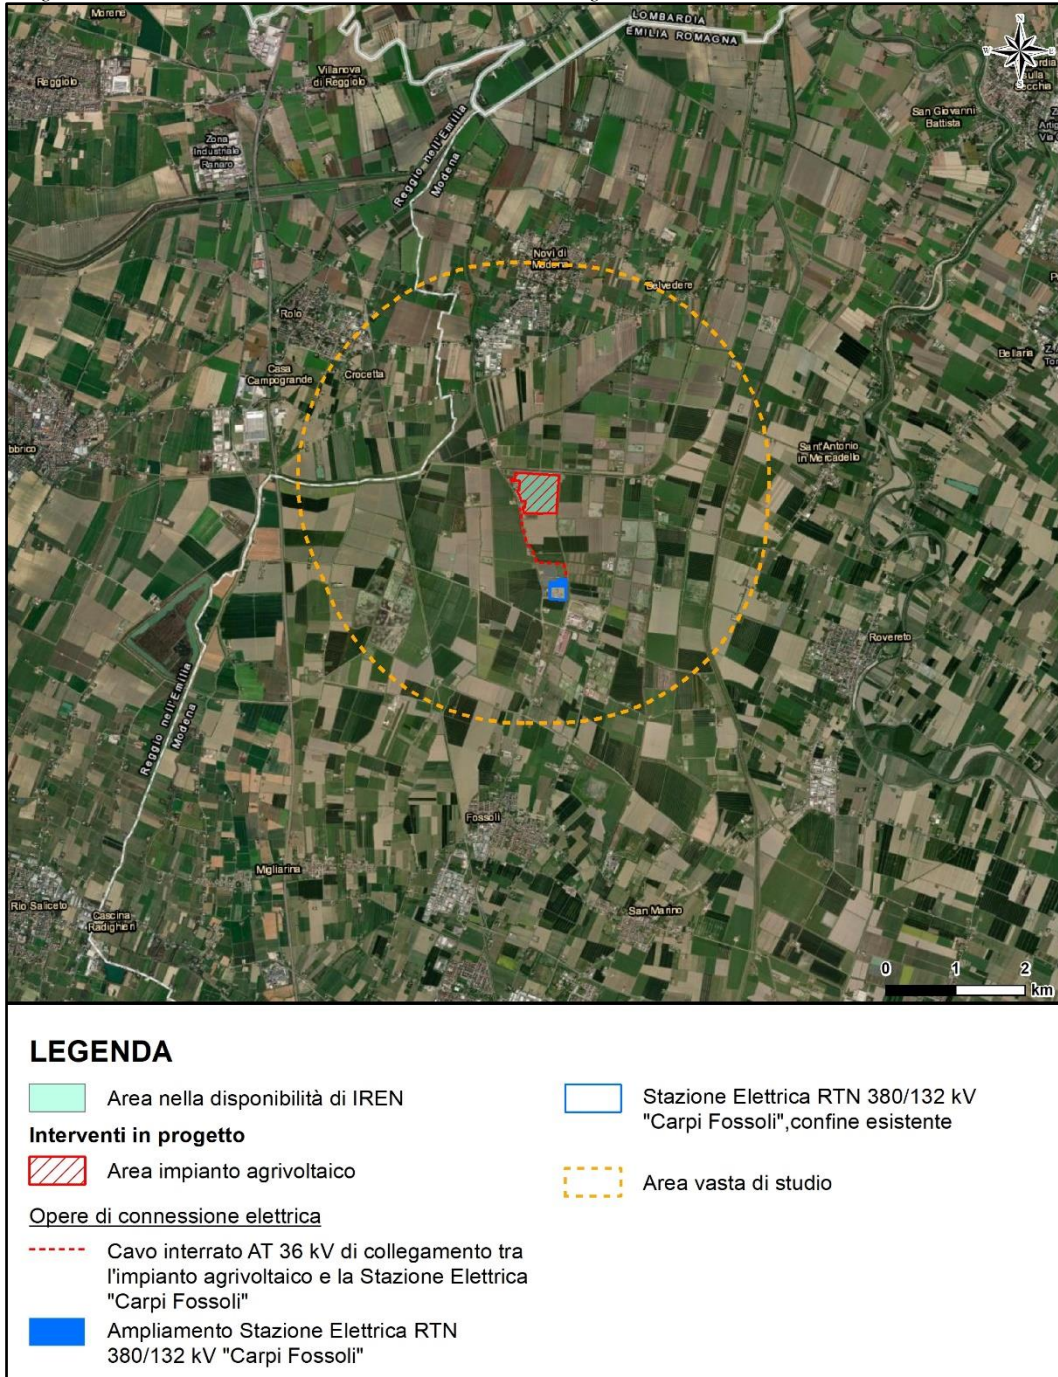 LOMBARDIA
EMILIA ROMAGNA
Morene
N
W
E
Villanova
di Reggiolo
Reggiolo
sulla
Secchia
San Giovanni
Battista
Zona
Industriale
Ranaro
Reggio nell'Emilia
Modena
Novi di
Modena
Belvedere
Rolo
Casa
Campogrande
Crocetta
Bellaria
bbrico
Sant'Antonio
in Mercadello
Rovereto
Reggio nell'Emilia
Modena
Fossoli
Migliarina
Rio Saliceto
Cascina
Radighieri
San Marino
0 1 2
km
LEGENDA
Area nella disponibilità di IREN
Interventi in progetto
Area impianto agrivoltaico
Opere di connessione elettrica
Cavo interrato AT 36 kV di collegamento tra
l'impianto agrivoltaico e la Stazione Elettrica
"Carpi Fossoli"
Ampliamento Stazione Elettrica RTN
380/132 kV "Carpi Fossoli"
Stazione Elettrica RTN 380/132 kV
"Carpi Fossoli",confine esistente
Area vasta di studio